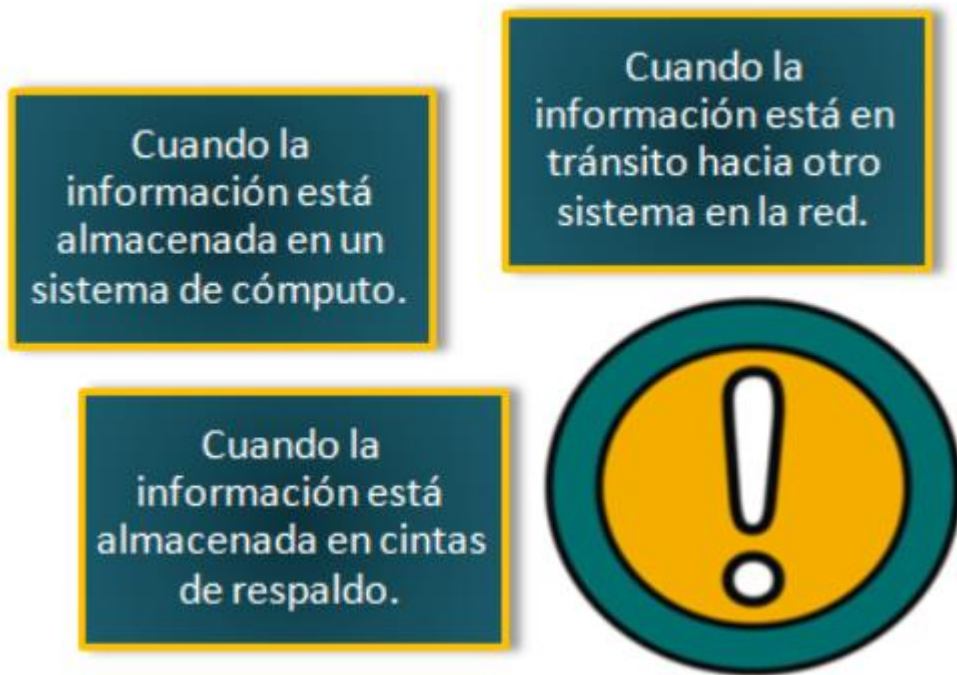 Cuando la
información está
almacenada en un
sistema de cómputo.
Cuando la
información está en
tránsito hacia otro
sistema en la red.
Cuando la
información está
almacenada en cintas
de respaldo.
!